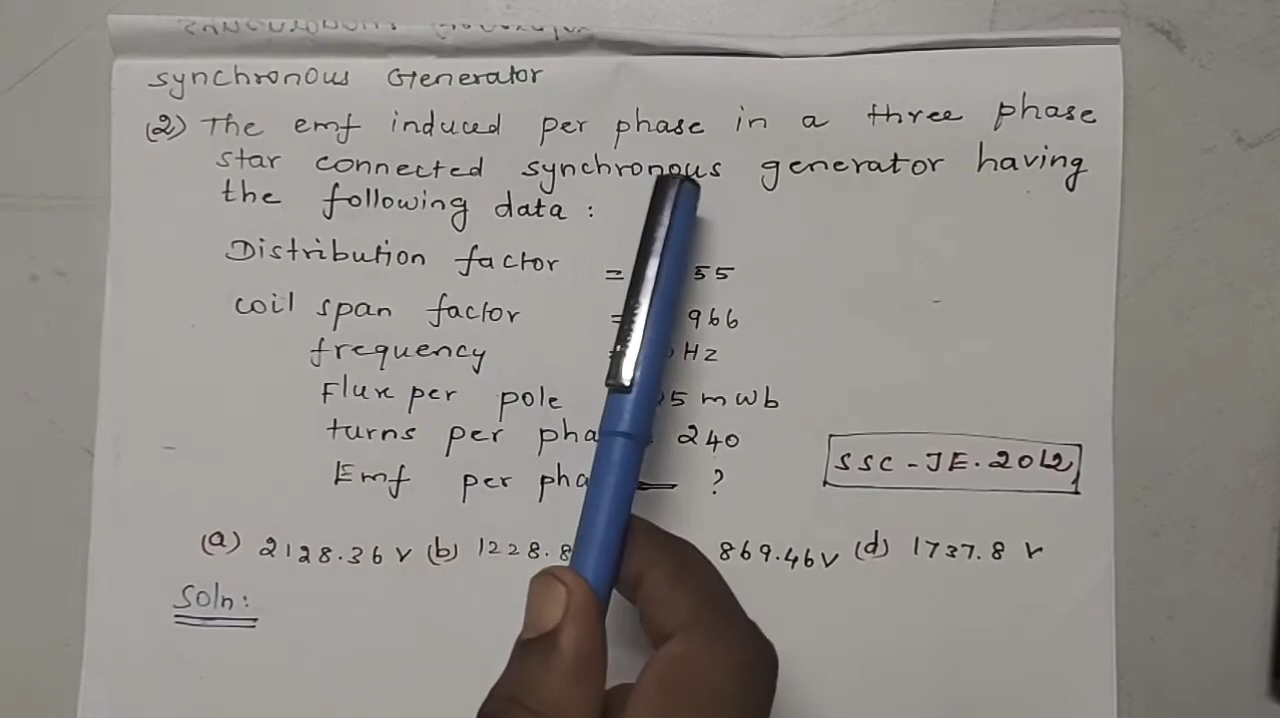 Synchronous Generator
(2) The emf induced per phase in a three phase
star connected synchronous generator having
the following data :
Distribution factor = 55
coil span factor = 966
frequency Hz
Flux per pole 5 mwb
turns per pha 240
Emf per pha ?
SSC - JE. 2012
(a) 2128.36 V (b) 1228.8 869.46 V (d) 1737.8 V
Soln: